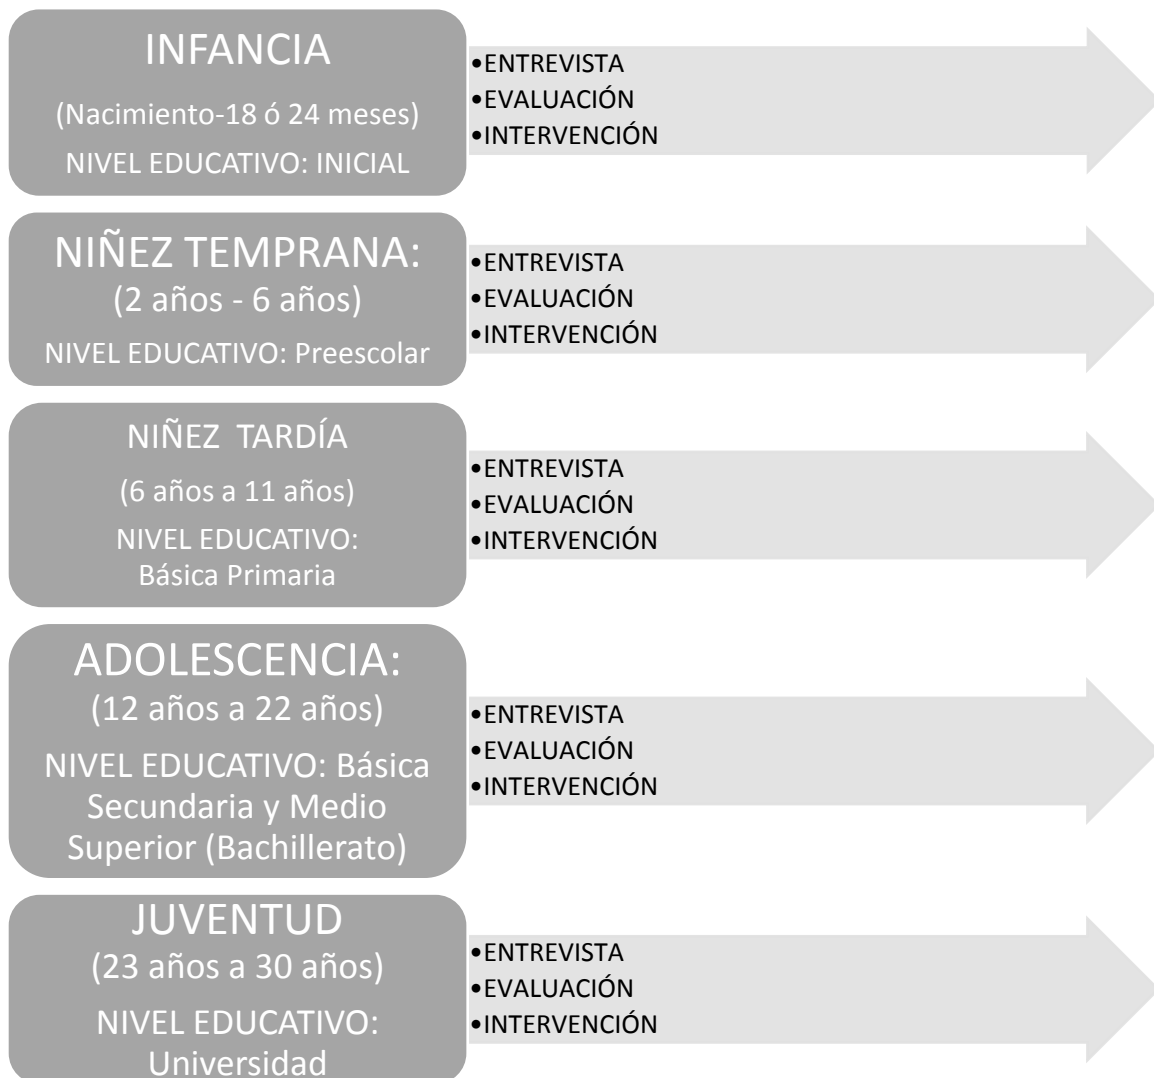 INFANCIA
(Nacimiento-18 ó 24 meses)
NIVEL EDUCATIVO: INICIAL
•ENTREVISTA
•EVALUACIÓN
•INTERVENCIÓN
NIÑEZ TEMPRANA:
(2 años - 6 años)
NIVEL EDUCATIVO: Preescolar
•ENTREVISTA
•EVALUACIÓN
•INTERVENCIÓN
NIÑEZ TARDÍA
(6 años a 11 años)
NIVEL EDUCATIVO:
Básica Primaria
•ENTREVISTA
•EVALUACIÓN
•INTERVENCIÓN
ADOLESCENCIA:
(12 años a 22 años)
NIVEL EDUCATIVO: Básica
Secundaria y Medio
Superior (Bachillerato)
•ENTREVISTA
•EVALUACIÓN
•INTERVENCIÓN
JUVENTUD
(23 años a 30 años)
NIVEL EDUCATIVO:
Universidad
•ENTREVISTA
•EVALUACIÓN
•INTERVENCIÓN